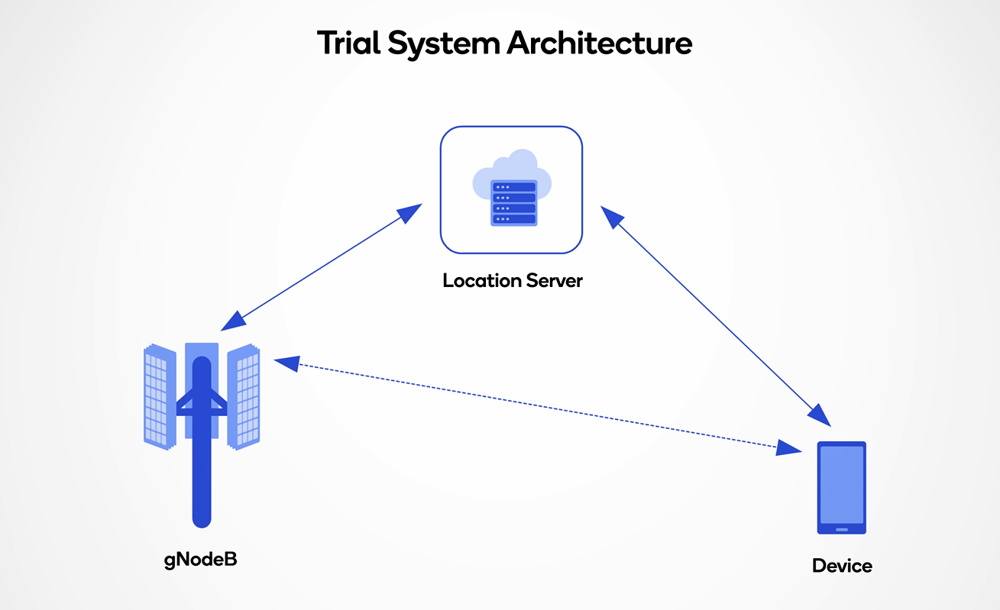 Trial System Architecture
Location Server
gNodeB
Device